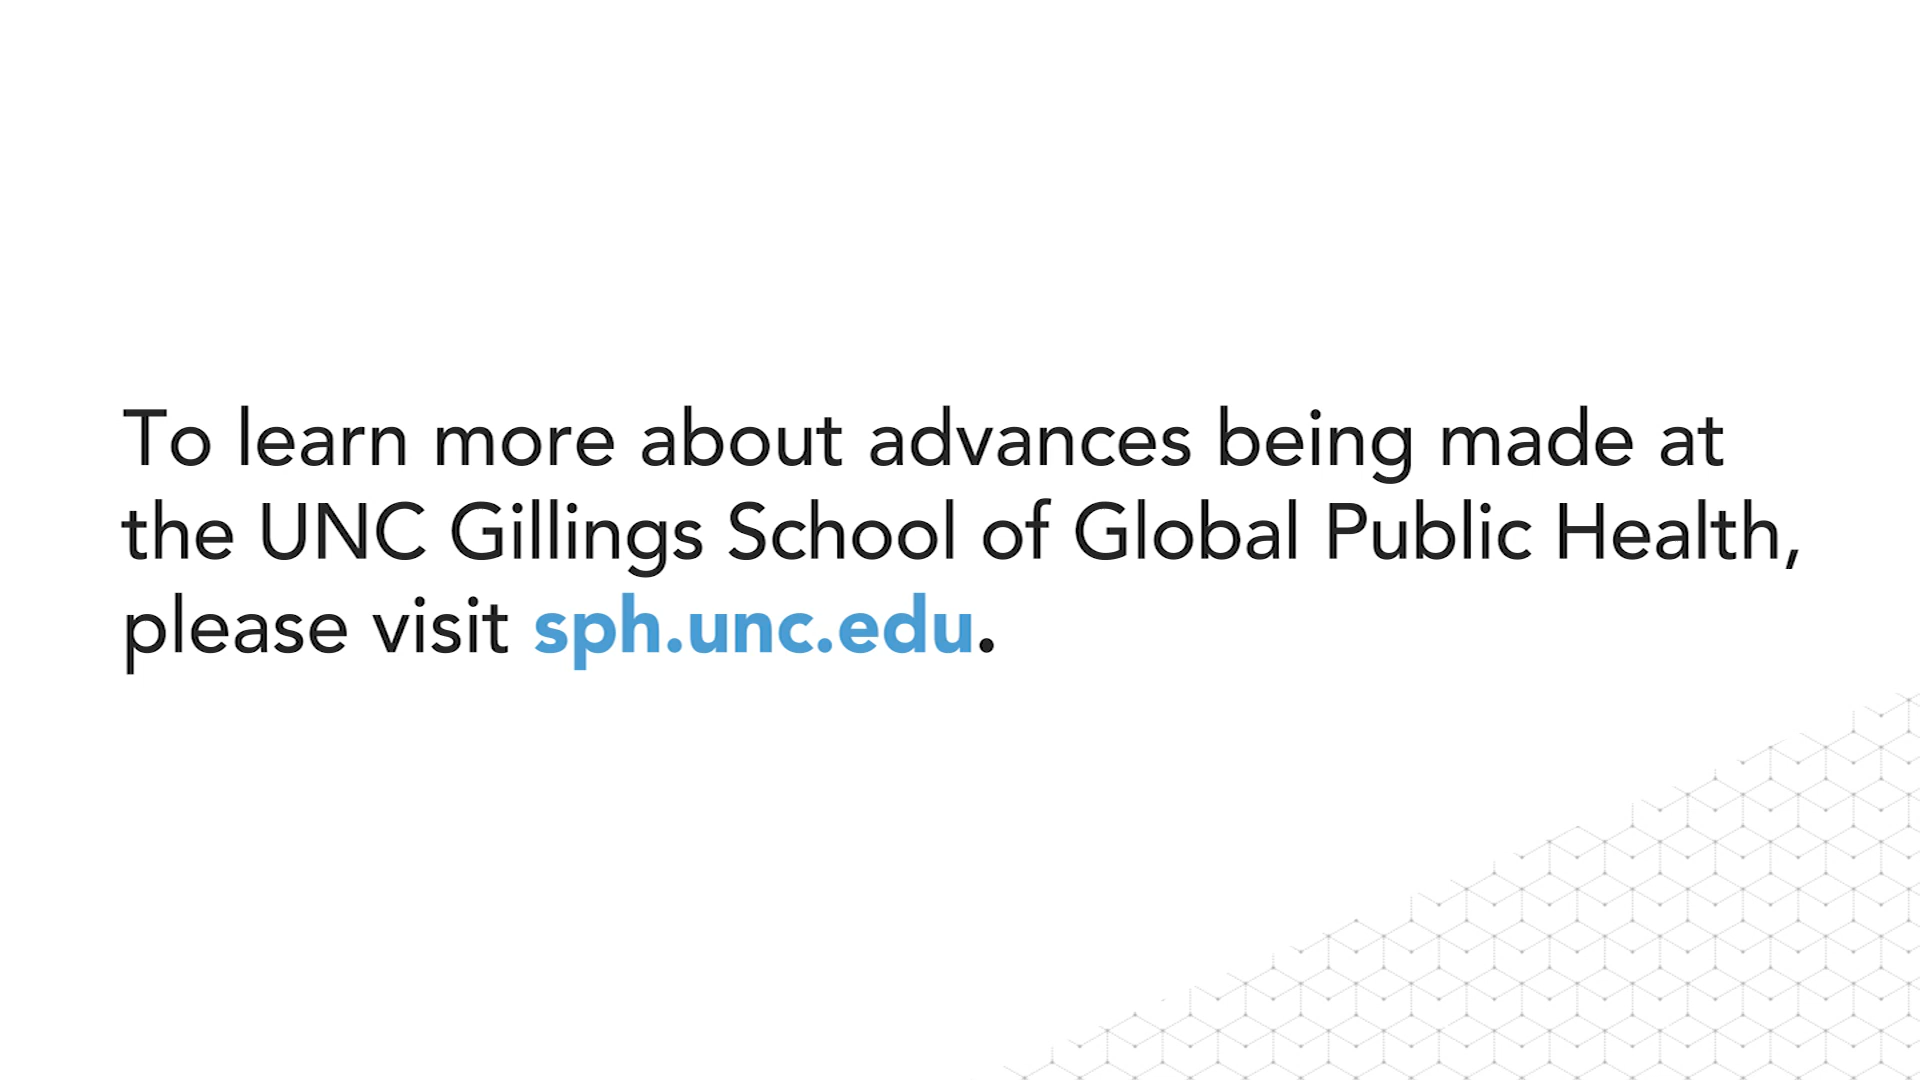 To learn more about advances being made at
the UNC Gillings School of Global Public Health,
please visit sph.unc.edu.